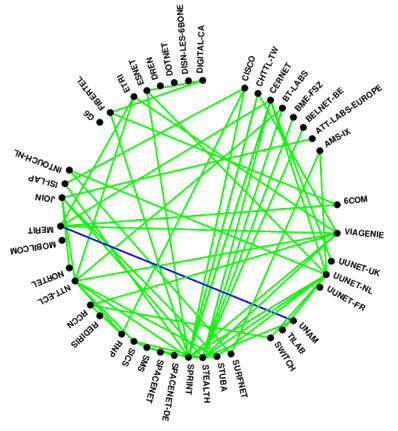 CISCO
CHTTL-TW
CERNET
BT-LABS
BME-FSZ
BELNET-BE
ATT-LABS-EUROPE
AMS-IX
6COM
VIAGENIE
UUNET-UK
UUNET-NL
UUNET-FR
UNAM
TILAB
SWITCH
SURFNET
STUBA
STEALTH
SPRINT
SPACENET-DE
SPACENET
SMS
SICS
RNP
REDIRIS
RCCN
NTT-ECL
NORTEL
MOBILCOM
MERIT
JOIN
ISI-LAP
INTOUCH-NL
G6
FIBERTEL
ETRI
ESNET
DREN
DOTNET
DISN-LES-6BONE
DIGITAL-CA